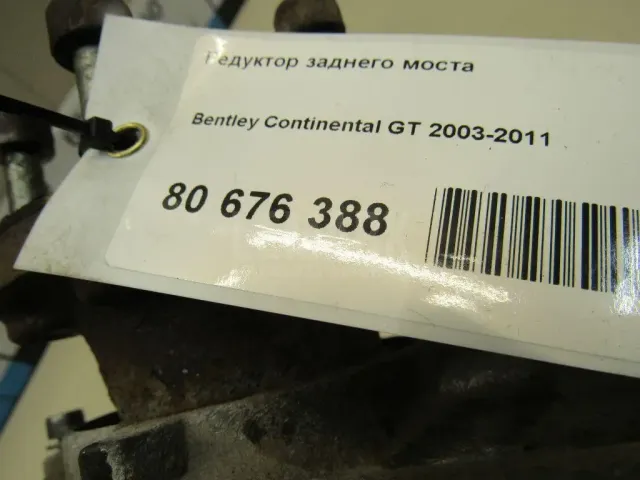 Редуктор заднего моста
Bentley Continental GT 2003-2011
80 676 388